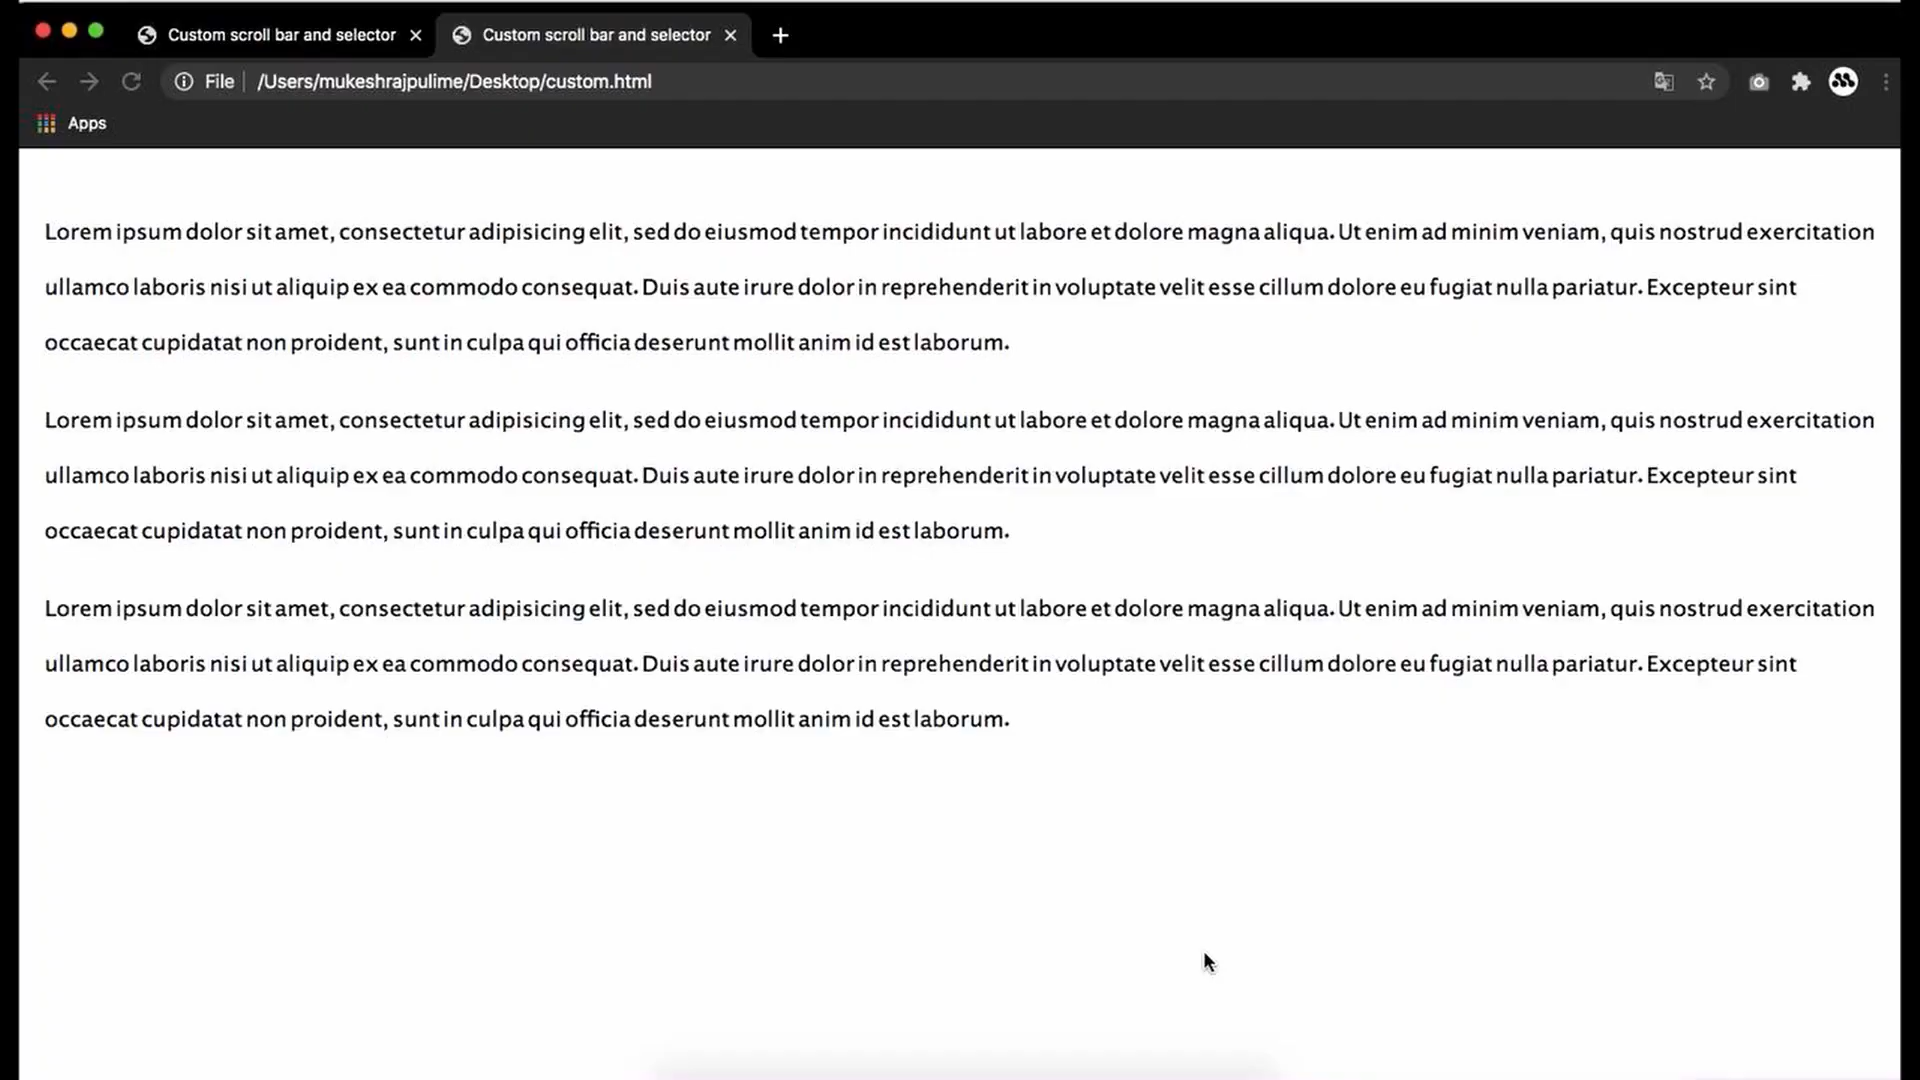 Custom scroll bar and selector
Custom scroll bar and selector
File
/Users/mukeshrajpulime/Desktop/custom.html
Apps
Lorem ipsum dolor sit amet, consectetur adipisicing elit, sed do eiusmod tempor incididunt ut labore et dolore magna aliqua. Ut enim ad minim veniam, quis nostrud exercitation
ullamco laboris nisi ut aliquip ex ea commodo consequat. Duis aute irure dolor in reprehenderit in voluptate velit esse cillum dolore eu fugiat nulla pariatur. Excepteur sint
occaecat cupidatat non proident, sunt in culpa qui officia deserunt mollit anim id est laborum.
Lorem ipsum dolor sit amet, consectetur adipisicing elit, sed do eiusmod tempor incididunt ut labore et dolore magna aliqua. Ut enim ad minim veniam, quis nostrud exercitation
ullamco laboris nisi ut aliquip ex ea commodo consequat. Duis aute irure dolor in reprehenderit in voluptate velit esse cillum dolore eu fugiat nulla pariatur. Excepteur sint
occaecat cupidatat non proident, sunt in culpa qui officia deserunt mollit anim id est laborum.
Lorem ipsum dolor sit amet, consectetur adipisicing elit, sed do eiusmod tempor incididunt ut labore et dolore magna aliqua. Ut enim ad minim veniam, quis nostrud exercitation
ullamco laboris nisi ut aliquip ex ea commodo consequat. Duis aute irure dolor in reprehenderit in voluptate velit esse cillum dolore eu fugiat nulla pariatur. Excepteur sint
occaecat cupidatat non proident, sunt in culpa qui officia deserunt mollit anim id est laborum.